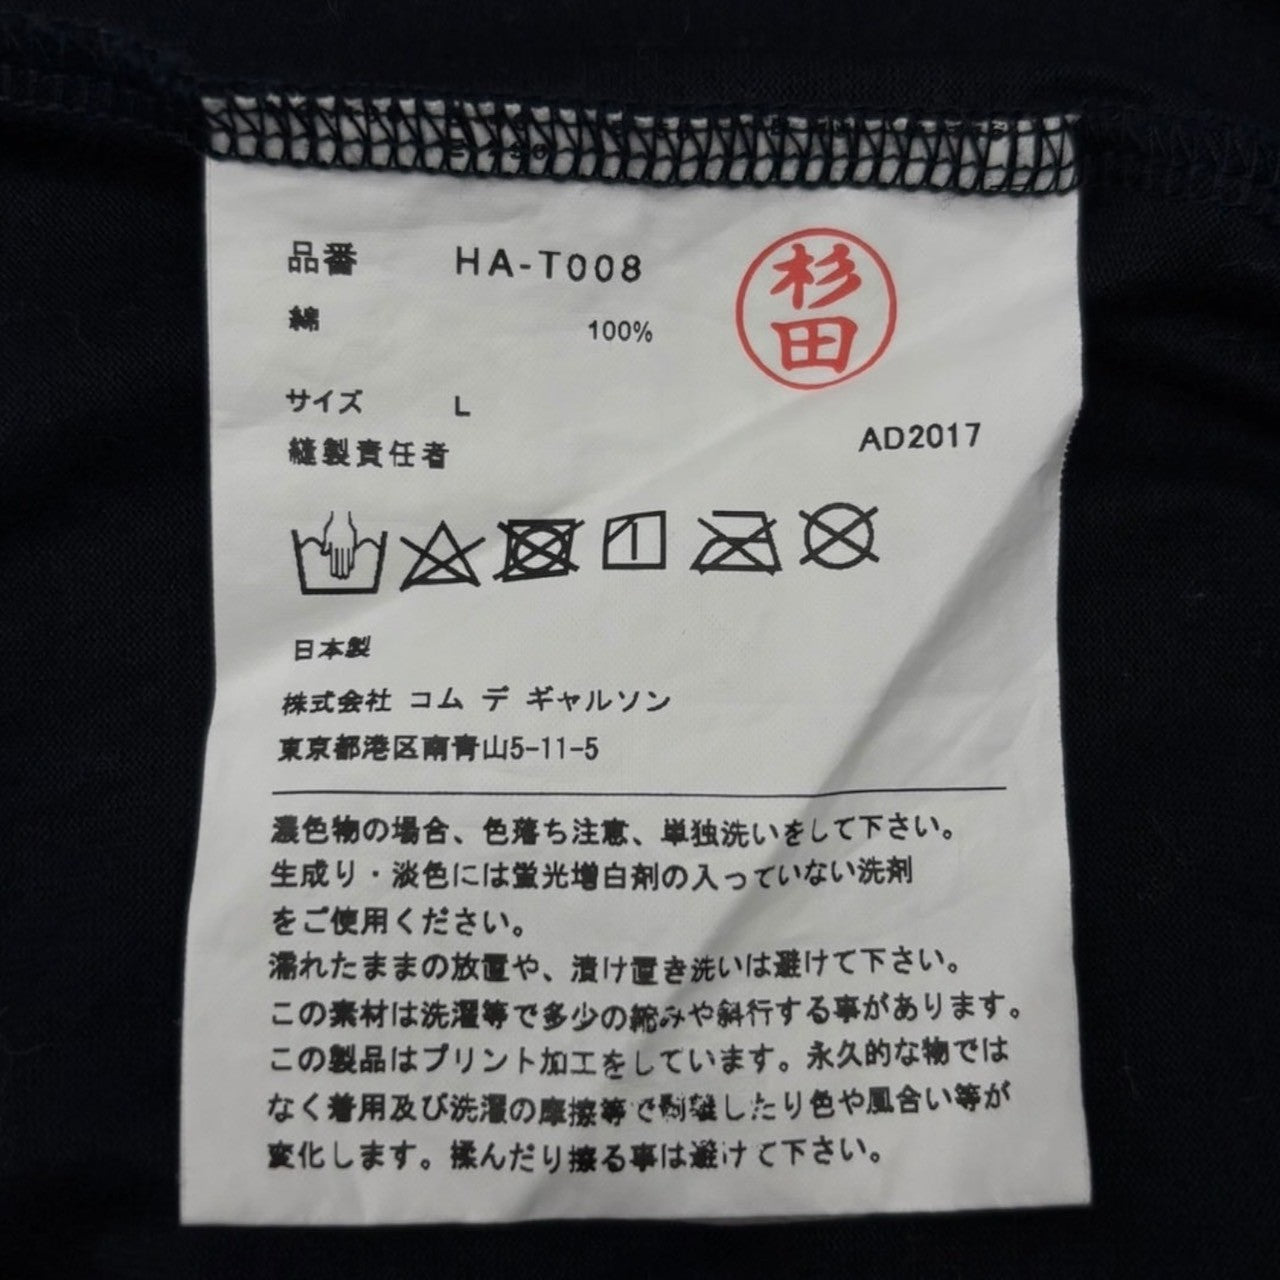 品番 HA-T008
杉田
綿 100%
サイズ L
AD2017
縫製責任者
日本製
株式会社 コム デ ギャルソン
東京都港区南青山5-11-5
濃色物の場合、色落ち注意、単独洗いをして下さい。
生成り・淡色には蛍光増白剤の入っていない洗剤
をご使用ください。
濡れたままの放置や、漬け置き洗いは避けて下さい。
この素材は洗濯等で多少の縮みや斜行する事があります。
この製品はプリント加工をしています。永久的な物では
なく着用及び洗濯の摩擦等で剥離したり色や風合い等が
変化します。揉んだり擦る事は避けて下さい。